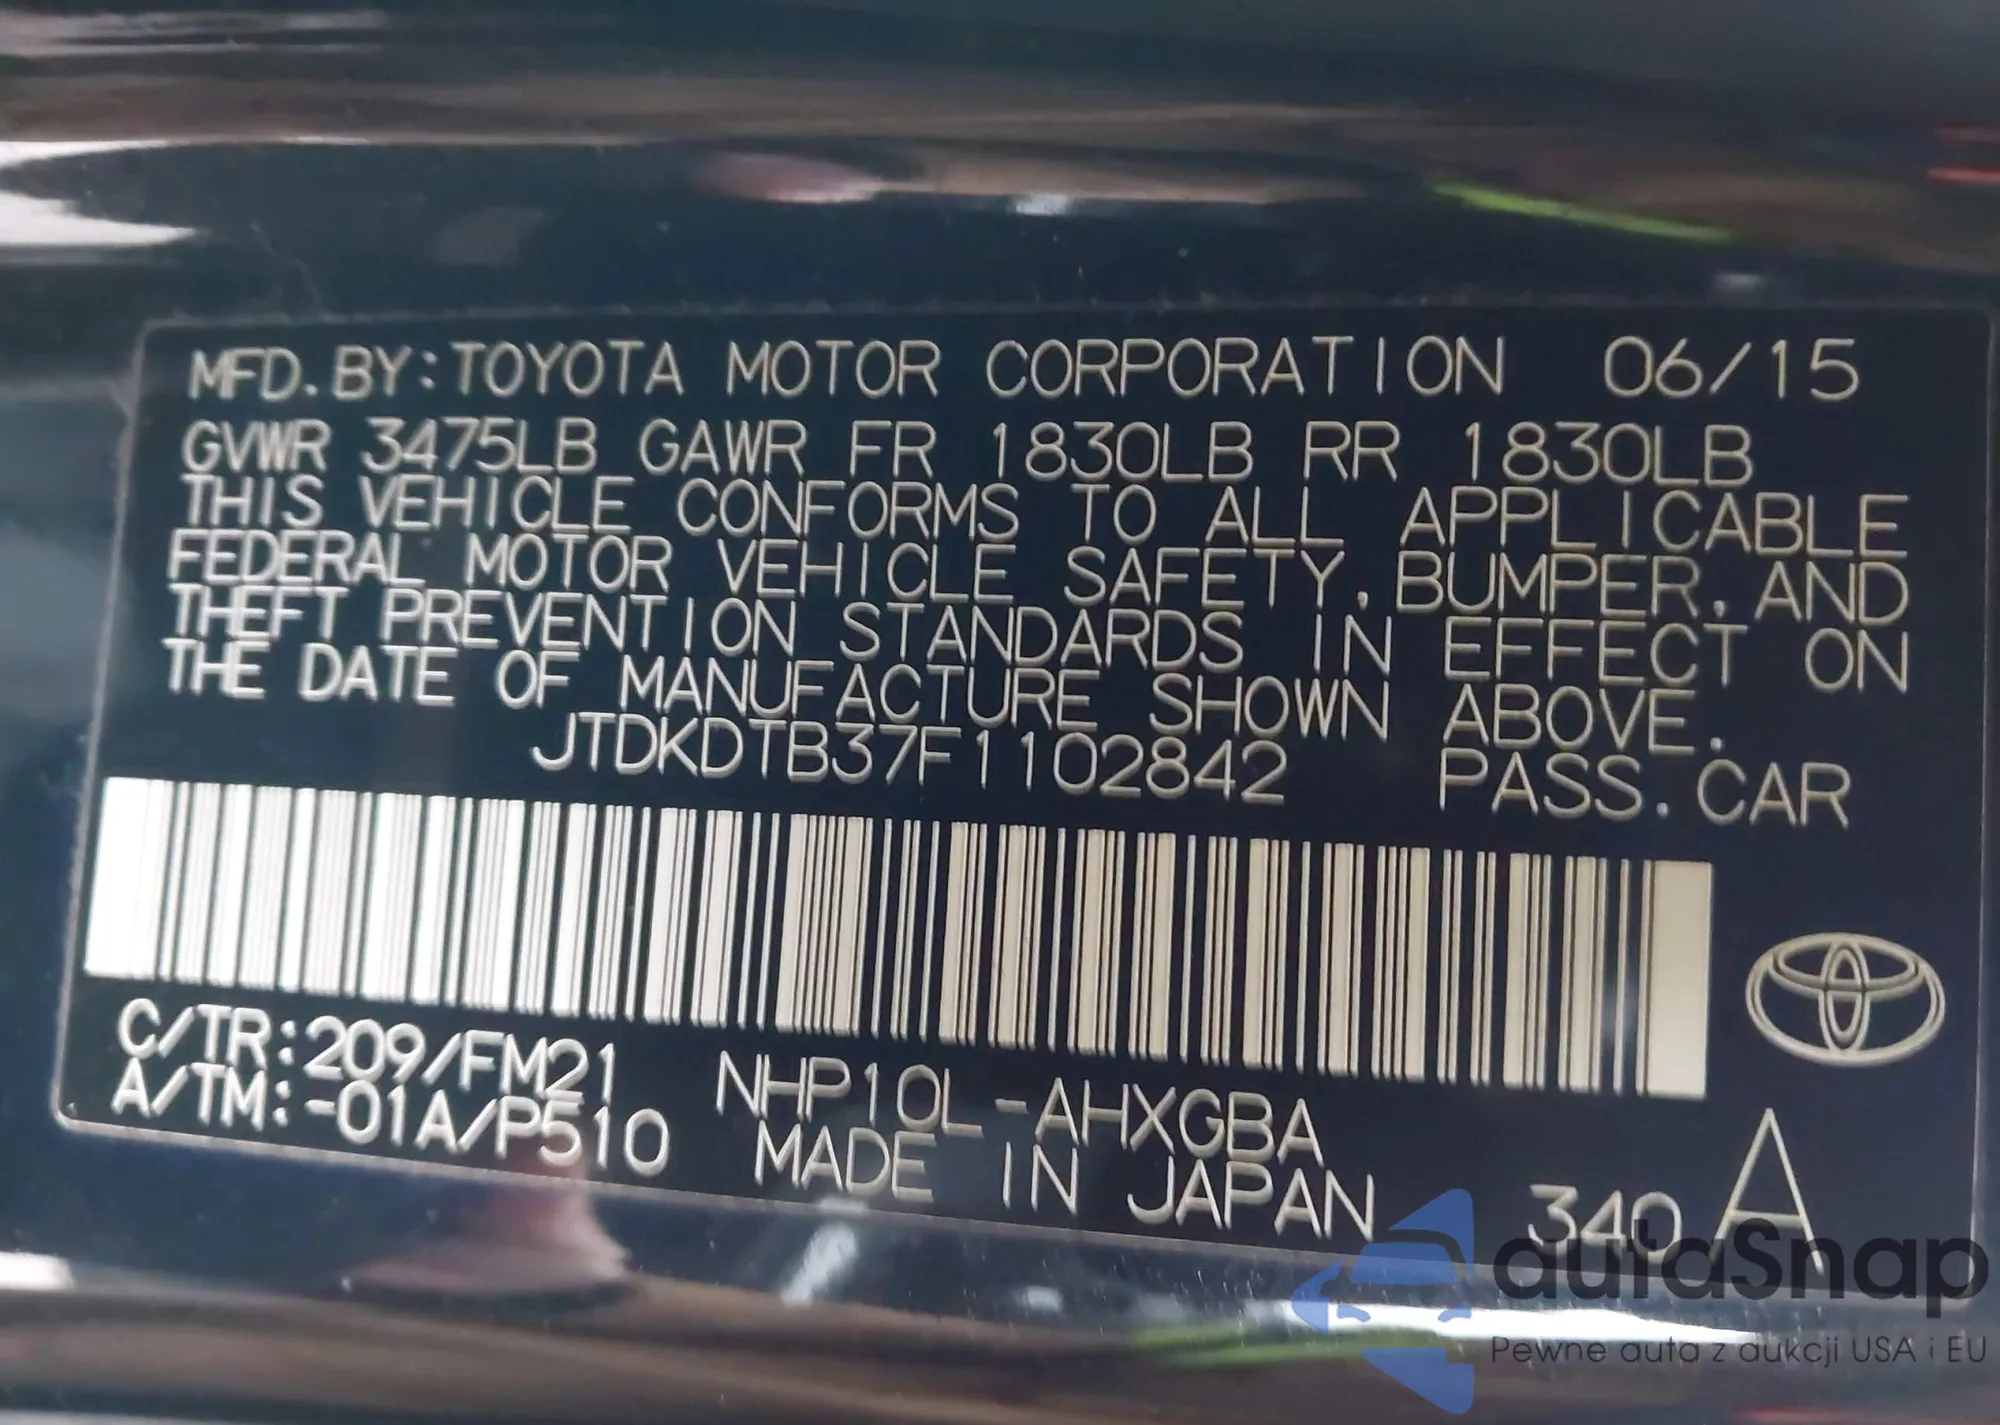 MFD. BY: TOYOTA MOTOR CORPORATION 06/15
GVWR 3475LB GAWR FR 1830LB RR 1830LB
THIS VEHICLE CONFORMS TO ALL APPLICABLE
FEDERAL MOTOR VEHICLE SAFETY, BUMPER, AND
THEFT PREVENTION STANDARDS IN EFFECT ON
THE DATE OF MANUFACTURE SHOWN ABOVE.
JTDKDTB37F1102842 PASS. CAR
C/TR: 209/FM21 NHP10L-AHXGBA
A/TM: -01A/P510 MADE IN JAPAN 340 A
autaSnap
Pewne auta z aukcji USA i EU